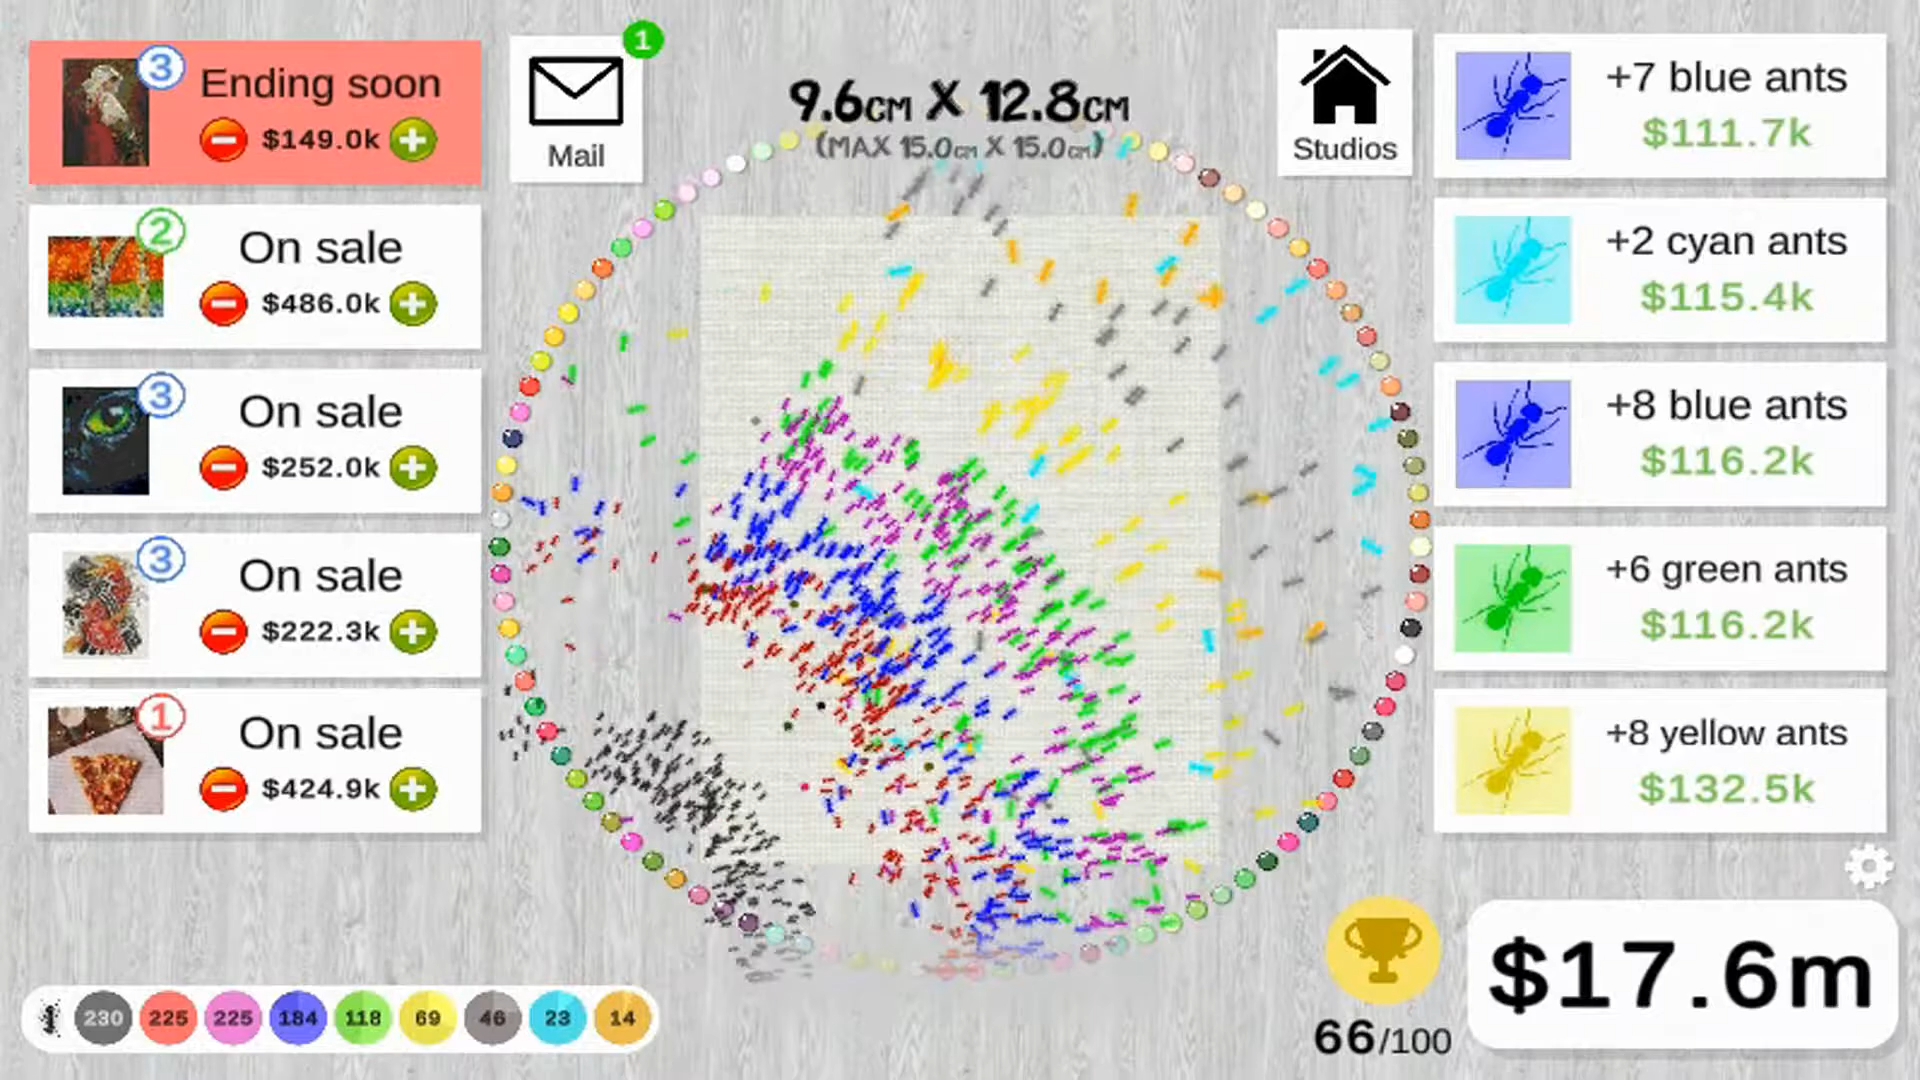 3
Ending soon
$149.0k
2
On sale
$486.0k
3
On sale
$252.0k
3
On sale
$222.3k
1
On sale
$424.9k
1
Mail
9.6CM X 12.8CM
(MAX 15.0CM X 15.0CM)
Studios
+7 blue ants
$111.7k
+2 cyan ants
$115.4k
+8 blue ants
$116.2k
+6 green ants
$116.2k
+8 yellow ants
$132.5k
230 225 225 184 118 69 46 23 14
66/100
$17.6m